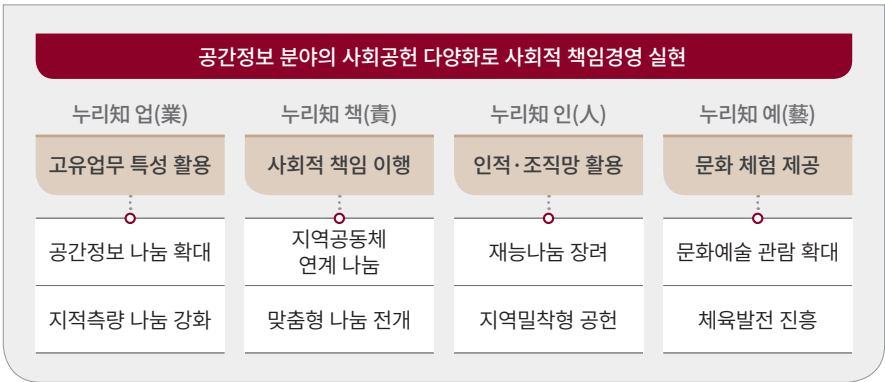 공간정보 분야의 사회공헌 다양화로 사회적 책임경영 실현
누리知 업(業)
고유업무 특성 활용
공간정보 나눔 확대
지적측량 나눔 강화
누리知 책(責)
사회적 책임 이행
지역공동체
연계 나눔
맞춤형 나눔 전개
누리知 인(人)
인적·조직망 활용
재능나눔 장려
지역밀착형 공헌
누리知 예(藝)
문화 체험 제공
문화예술 관람 확대
체육발전 진흥